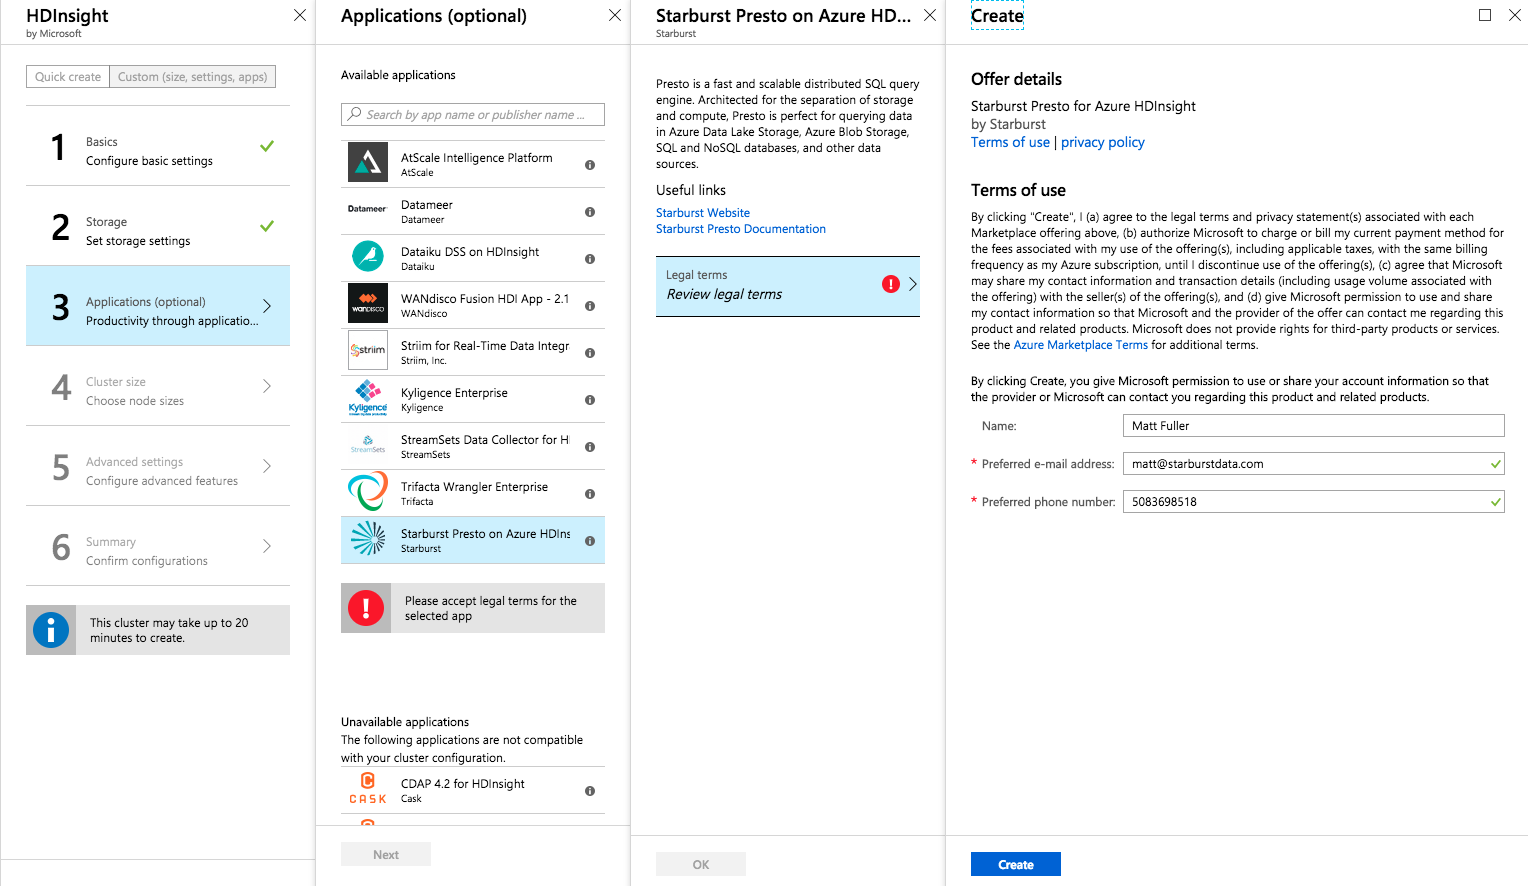 HDInsight
by Microsoft
Quick create
Custom (size, settings, apps)
1
Basics
Configure basic settings
2
Storage
Set storage settings
3
Applications (optional)
Productivity through applicatio...
4
Cluster size
Choose node sizes
5
Advanced settings
Configure advanced features
6
Summary
Confirm configurations
This cluster may take up to 20
minutes to create.
Applications (optional)
Available applications
Search by app name or publisher name ...
AtScale Intelligence Platform
AtScale
Datameer
Datameer
Datameer
Dataiku DSS on HDInsight
Dataiku
WANdisco
WANdisco Fusion HDI App - 2.1
WANdisco
striim
Striim for Real-Time Data Integr
Striim, Inc.
Kyligence
Kyligence Enterprise
Kyligence
StreamSets
StreamSets Data Collector for H
StreamSets
Trifacta Wrangler Enterprise
Trifacta
Starburst Presto on Azure HDIns
Starburst
Please accept legal terms for the
selected app
Unavailable applications
The following applications are not compatible
with your cluster configuration.
CASK
CDAP 4.2 for HDInsight
Cask
Next
Starburst Presto on Azure HD...
Starburst
Presto is a fast and scalable distributed SQL query
engine. Architected for the separation of storage
and compute, Presto is perfect for querying data
in Azure Data Lake Storage, Azure Blob Storage,
SQL and NoSQL databases, and other data
sources.
Useful links
Starburst Website
Starburst Presto Documentation
Legal terms
Review legal terms
OK
Create
Offer details
Starburst Presto for Azure HDInsight
by Starburst
Terms of use | privacy policy
Terms of use
By clicking "Create", I (a) agree to the legal terms and privacy statement(s) associated with each
Marketplace offering above, (b) authorize Microsoft to charge or bill my current payment method for
the fees associated with my use of the offering(s), including applicable taxes, with the same billing
frequency as my Azure subscription, until I discontinue use of the offering(s), (c) agree that Microsoft
may share my contact information and transaction details (including usage volume associated with
the offering) with the seller(s) of the offering(s), and (d) give Microsoft permission to use and share
my contact information so that Microsoft and the provider of the offer can contact me regarding this
product and related products. Microsoft does not provide rights for third-party products or services.
See the Azure Marketplace Terms for additional terms.
By clicking Create, you give Microsoft permission to use or share your account information so that
the provider or Microsoft can contact you regarding this product and related products.
Name: Matt Fuller
* Preferred e-mail address: matt@starburstdata.com
* Preferred phone number: 5083698518
Create